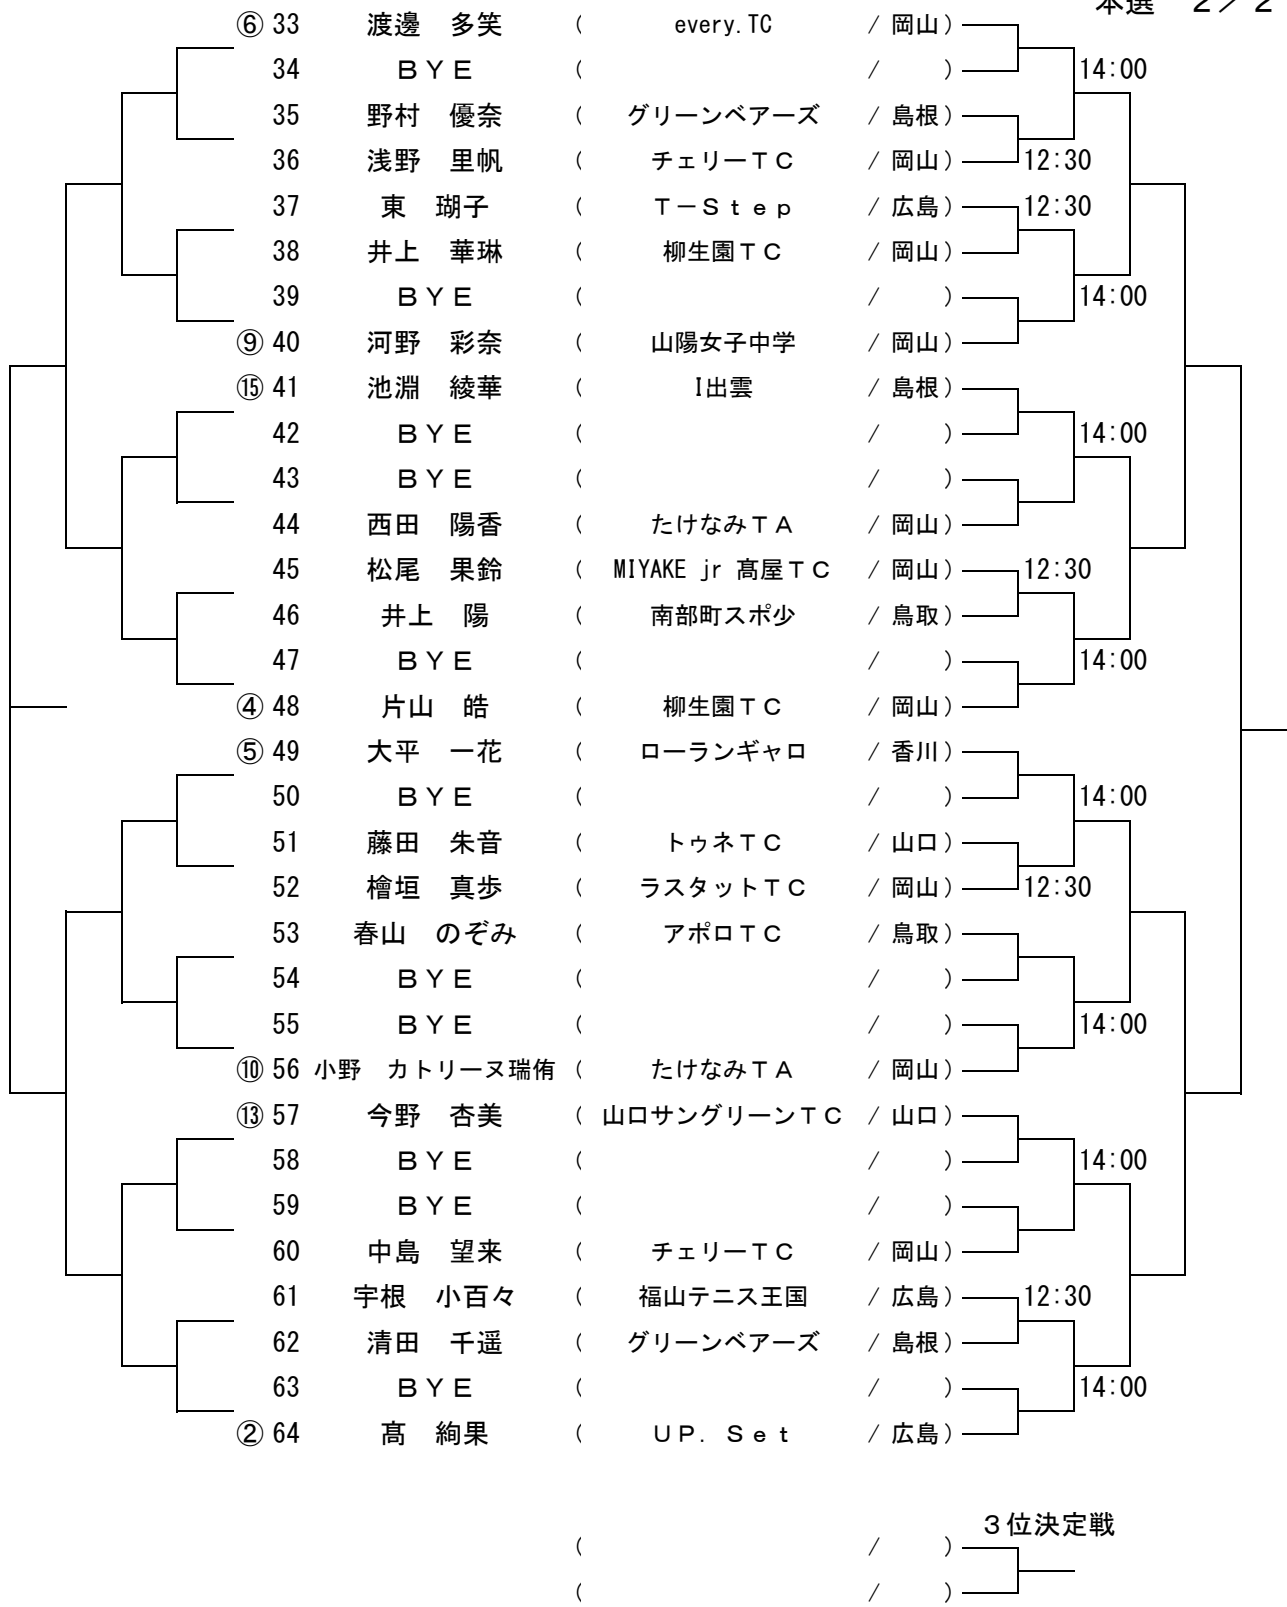 本選　２／２
⑥ 33 渡邊　多笑 ( every.TC / 岡山 )
34 ＢＹＥ ( / ) 14:00
35 野村　優奈 ( グリーンベアーズ / 島根 )
36 浅野　里帆 ( チェリーＴＣ / 岡山 ) 12:30
37 東　瑚子 ( Ｔ－Ｓｔｅｐ / 広島 ) 12:30
38 井上　華琳 ( 柳生園ＴＣ / 岡山 )
39 ＢＹＥ ( / ) 14:00
⑨ 40 河野　彩奈 ( 山陽女子中学 / 岡山 )
⑮ 41 池淵　綾華 ( I出雲 / 島根 )
42 ＢＹＥ ( / ) 14:00
43 ＢＹＥ ( / )
44 西田　陽香 ( たけなみＴＡ / 岡山 )
45 松尾　果鈴 ( MIYAKE jr 髙屋ＴＣ / 岡山 ) 12:30
46 井上　陽 ( 南部町スポ少 / 鳥取 )
47 ＢＹＥ ( / ) 14:00
④ 48 片山　皓 ( 柳生園ＴＣ / 岡山 )
⑤ 49 大平　一花 ( ローランギャロ / 香川 )
50 ＢＹＥ ( / ) 14:00
51 藤田　朱音 ( トゥネＴＣ / 山口 )
52 檜垣　真歩 ( ラスタットＴＣ / 岡山 ) 12:30
53 春山　のぞみ ( アポロＴＣ / 鳥取 )
54 ＢＹＥ ( / )
55 ＢＹＥ ( / ) 14:00
⑩ 56 小野　カトリーヌ瑞侑 ( たけなみＴＡ / 岡山 )
⑬ 57 今野　杏美 ( 山口サングリーンＴＣ / 山口 )
58 ＢＹＥ ( / ) 14:00
59 ＢＹＥ ( / )
60 中島　望来 ( チェリーＴＣ / 岡山 )
61 宇根　小百々 ( 福山テニス王国 / 広島 ) 12:30
62 清田　千遥 ( グリーンベアーズ / 島根 )
63 ＢＹＥ ( / ) 14:00
② 64 髙　絢果 ( ＵＰ．Ｓｅｔ / 広島 )
３位決定戦
( / )
( / )